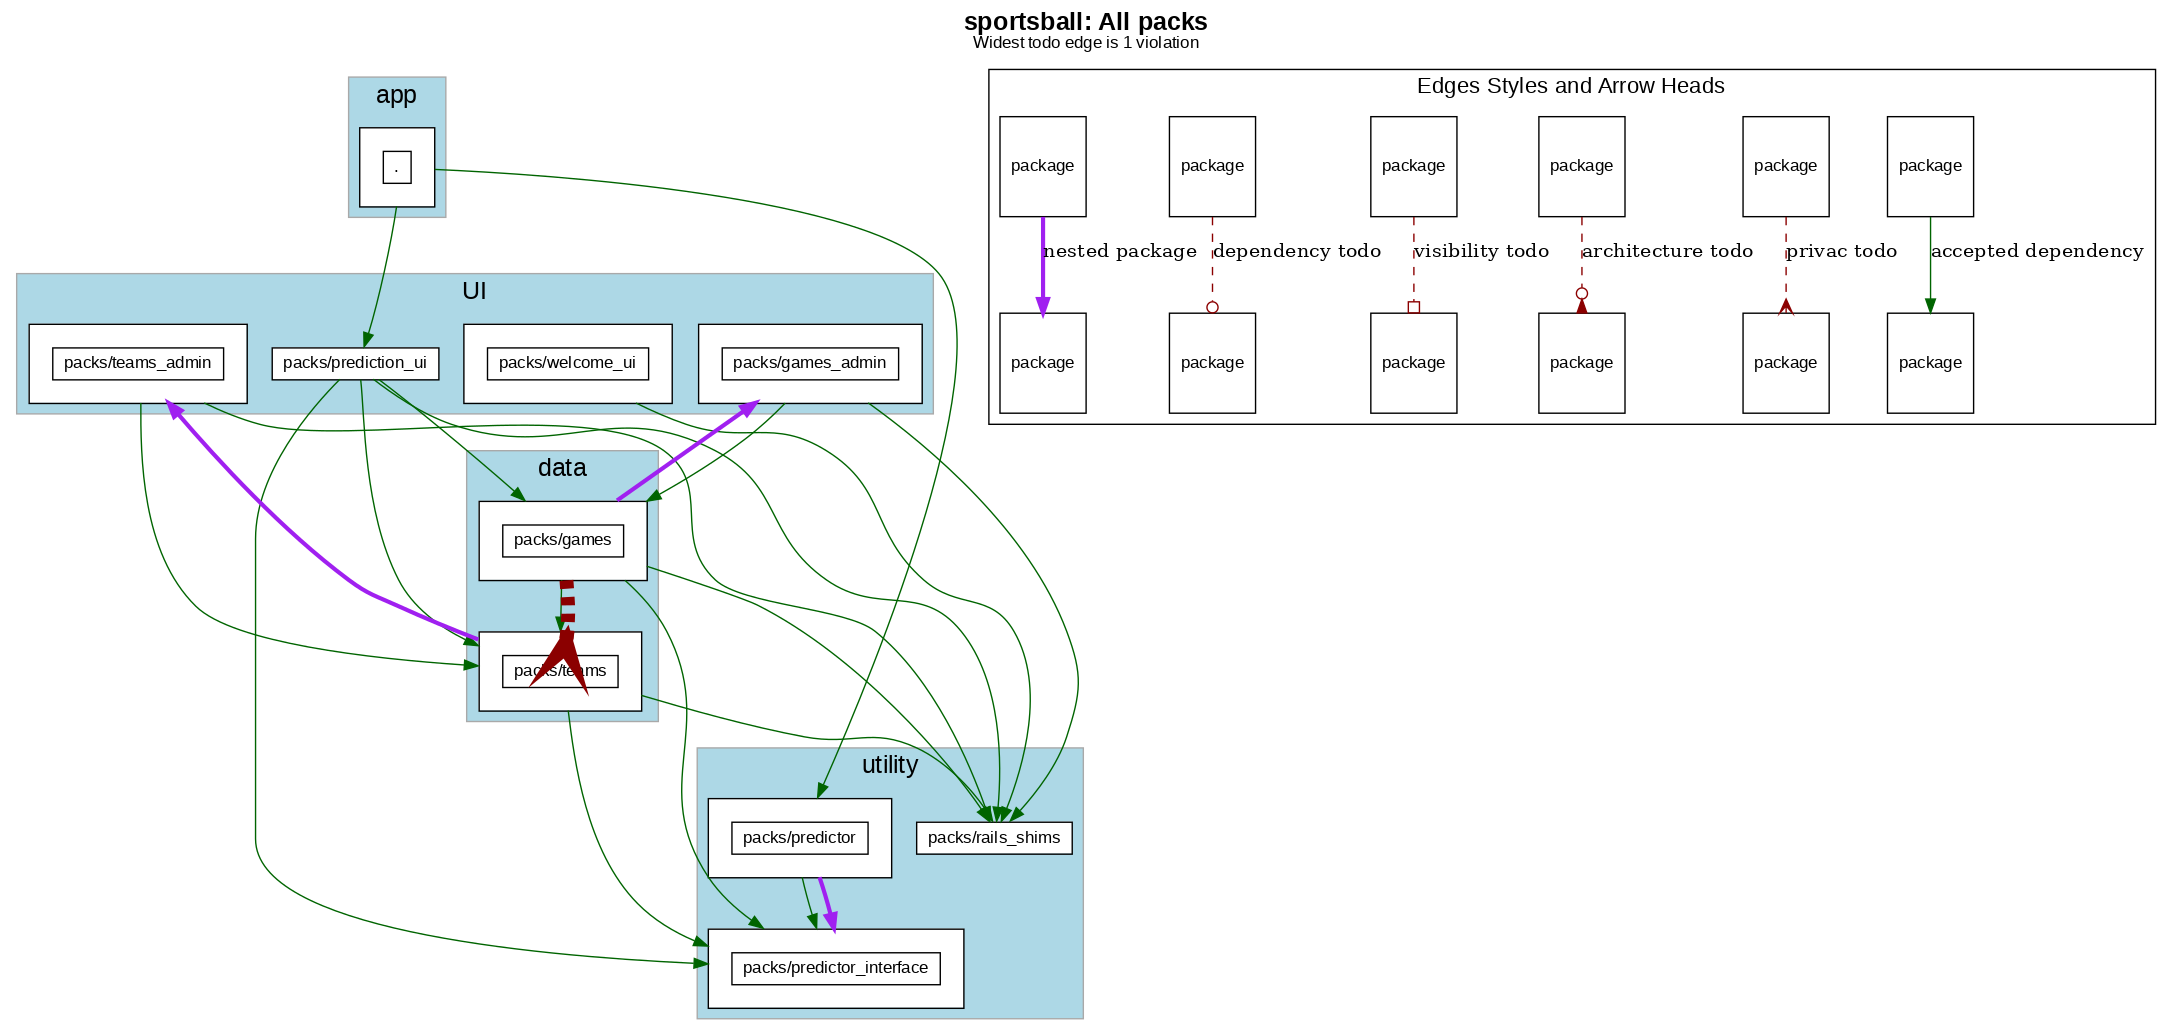 sportsball: All packs
Widest todo edge is 1 violation
app
.
UI
packs/teams_admin
packs/prediction_ui
packs/welcome_ui
packs/games_admin
data
packs/games
packs/teams
utility
packs/predictor
packs/rails_shims
packs/predictor_interface
Edges Styles and Arrow Heads
package
package
package
package
package
package
nested package
dependency todo
visibility todo
architecture todo
privac todo
accepted dependency
package
package
package
package
package
package